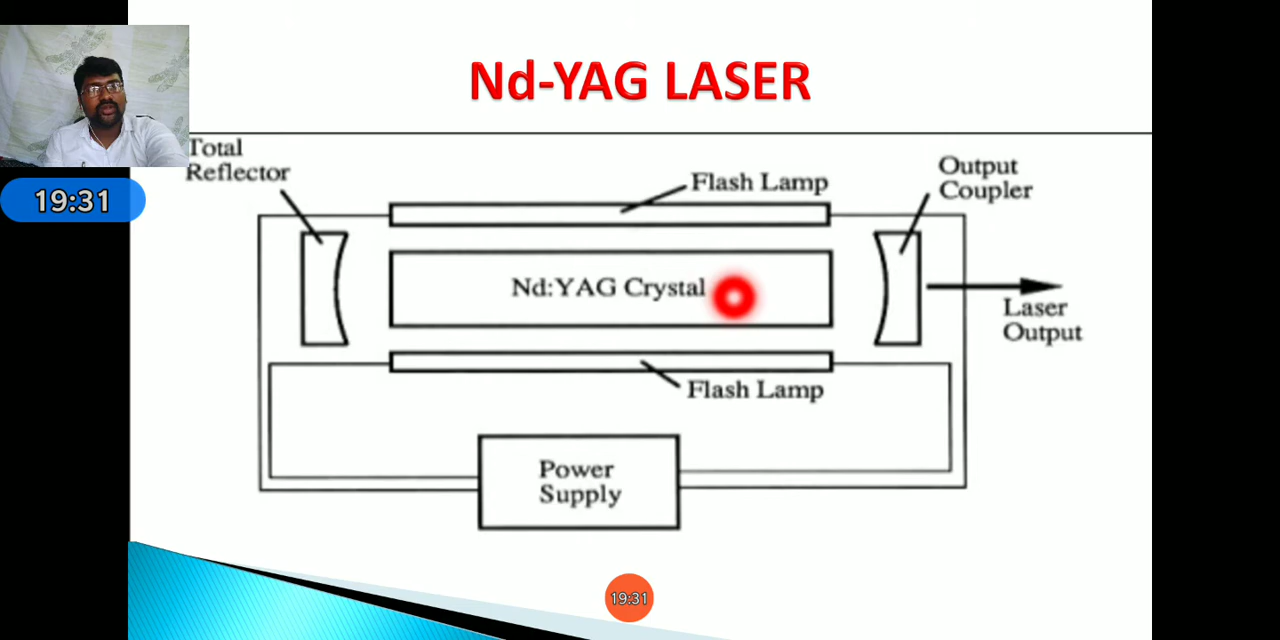 Nd-YAG LASER
Total
Reflector
19:31
Flash Lamp
Output
Coupler
Nd:YAG Crystal
Laser
Output
Flash Lamp
Power
Supply
19:31